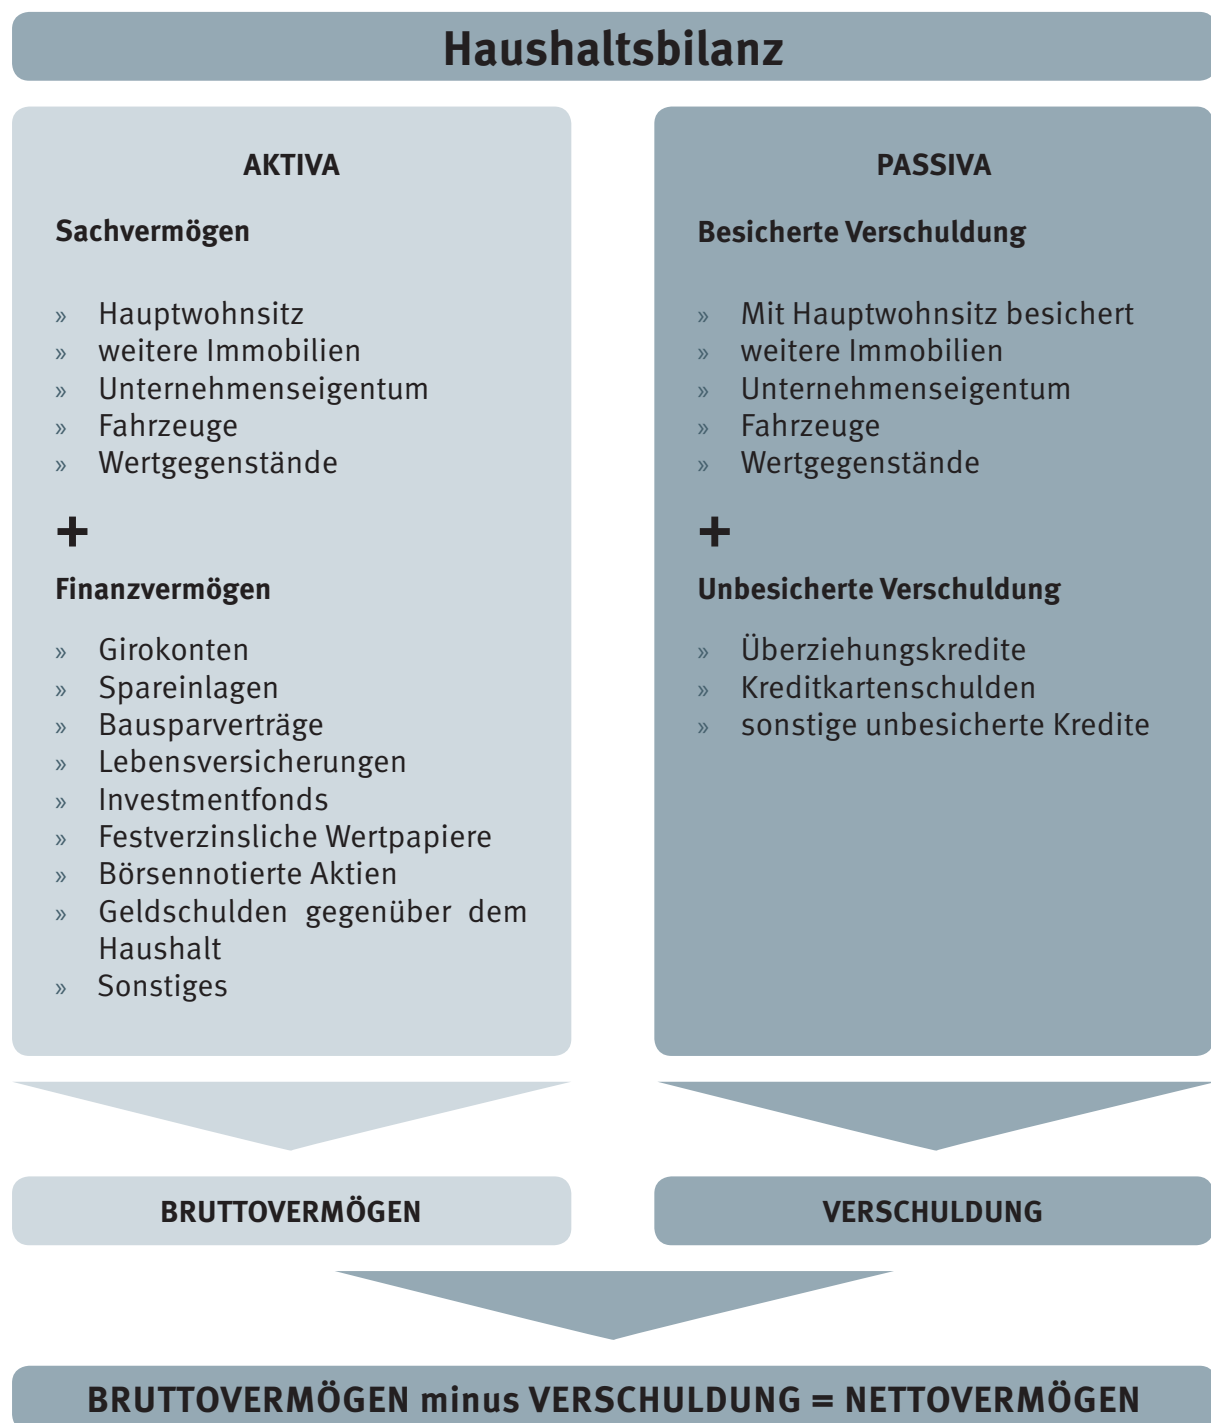 Haushaltsbilanz
AKTIVA
Sachvermögen
» Hauptwohnsitz
» weitere Immobilien
» Unternehmenseigentum
» Fahrzeuge
» Wertgegenstände
+
Finanzvermögen
» Girokonten
» Spareinlagen
» Bausparverträge
» Lebensversicherungen
» Investmentfonds
» Festverzinsliche Wertpapiere
» Börsennotierte Aktien
» Geldschulden gegenüber dem
Haushalt
» Sonstiges
PASSIVA
Besicherte Verschuldung
» Mit Hauptwohnsitz besichert
» weitere Immobilien
» Unternehmenseigentum
» Fahrzeuge
» Wertgegenstände
+
Unbesicherte Verschuldung
» Überziehungskredite
» Kreditkartenschulden
» sonstige unbesicherte Kredite
BRUTTOVERMÖGEN
VERSCHULDUNG
BRUTTOVERMÖGEN minus VERSCHULDUNG = NETTOVERMÖGEN